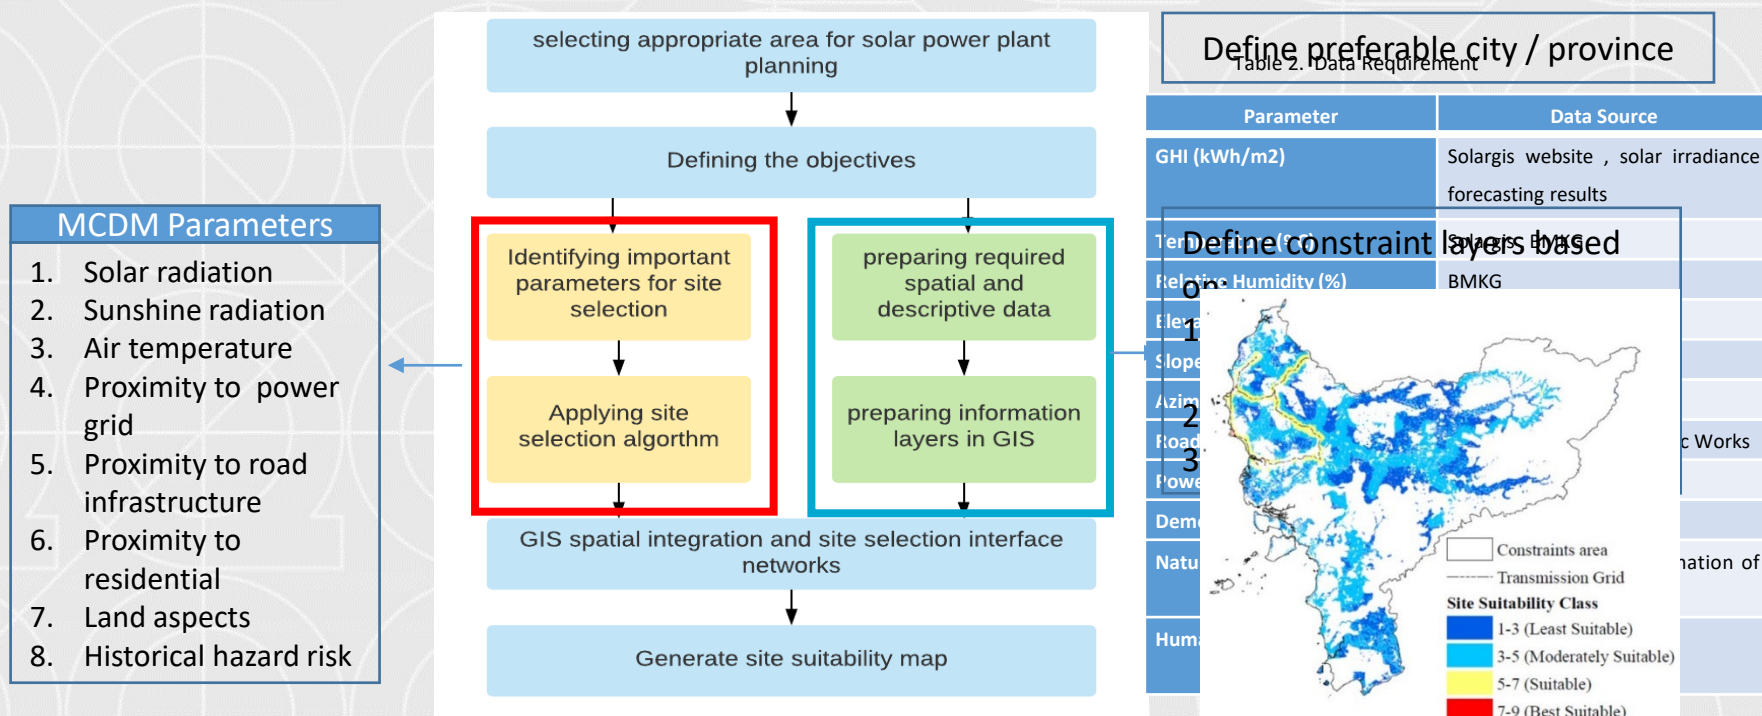 selecting appropriate area for solar power plant
planning
Defining the objectives
Identifying important
parameters for site
selection
Applying site
selection algorthm
preparing required
spatial and
descriptive data
preparing information
layers in GIS
GIS spatial integration and site selection interface
networks
Generate site suitability map
MCDM Parameters
1. Solar radiation
2. Sunshine radiation
3. Air temperature
4. Proximity to power
grid
5. Proximity to road
infrastructure
6. Proximity to
residential
7. Land aspects
8. Historical hazard risk
Define preferable city / province
Table 2. Data Requirement
Parameter Data Source
GHI (kWh/m2) Solargis website , solar irradiance
forecasting results
Define constraint layers based
on:
Solargis, BMKG
Relative Humidity (%) BMKG
1
Slope
2
3
c Works
Constraints area
Transmission Grid
Site Suitability Class
1-3 (Least Suitable)
3-5 (Moderately Suitable)
5-7 (Suitable)
7-9 (Best Suitable)